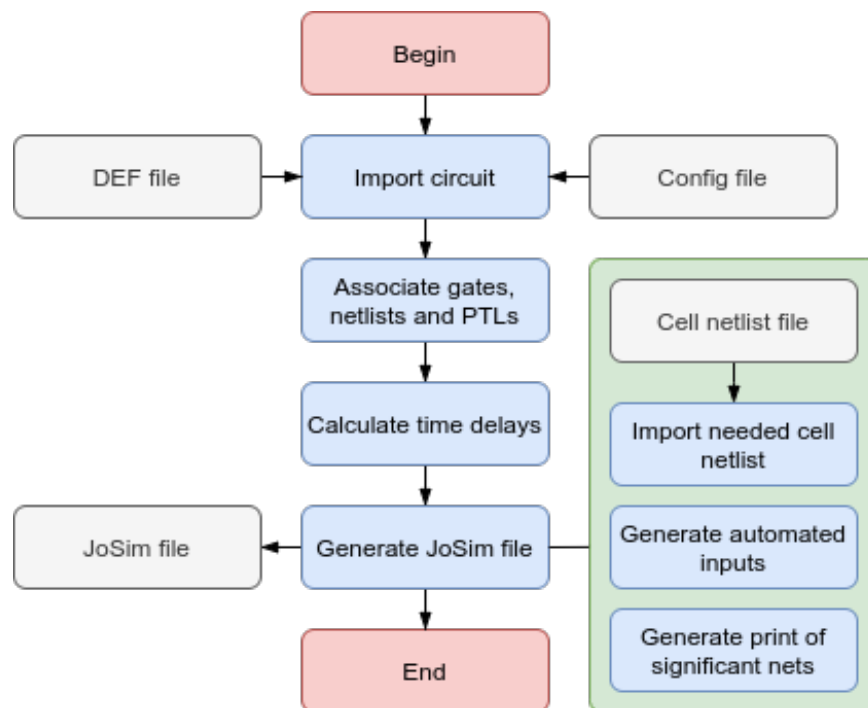 Begin
DEF file
Import circuit
Config file
Associate gates,
netlists and PTLs
Calculate time delays
JoSim file
Generate JoSim file
End
Cell netlist file
Import needed cell
netlist
Generate automated
inputs
Generate print of
significant nets